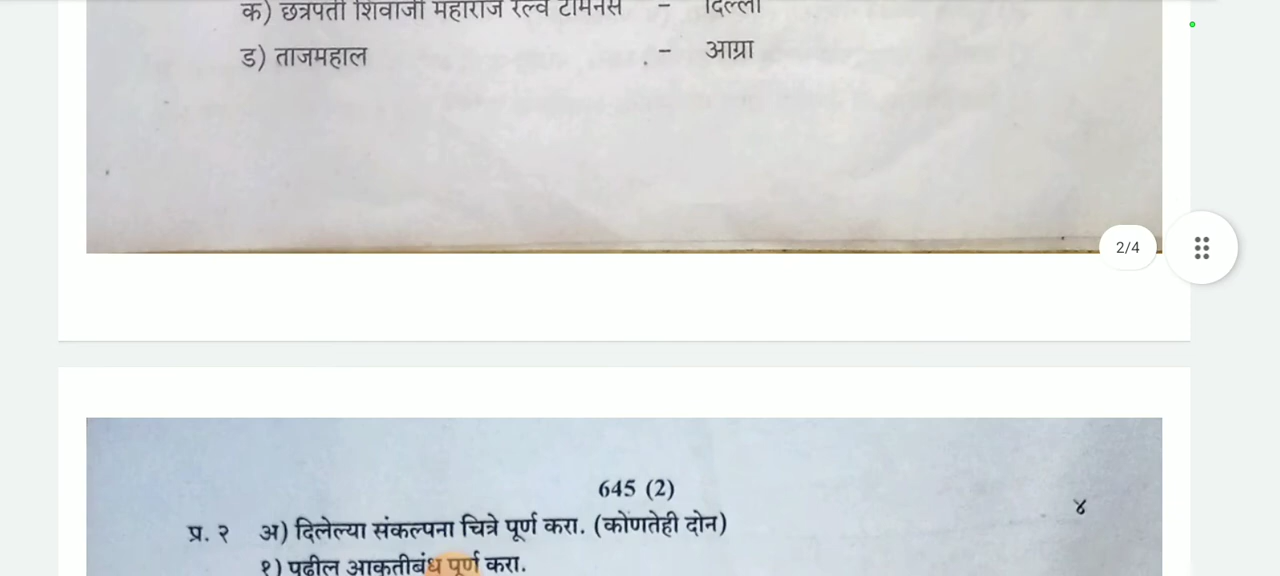 क) छत्रपती शिवाजी महाराज रेल्वे टर्मिनस - दिल्ली
ड) ताजमहाल - आग्रा
2/4
645 (2)
प्र. २ अ) दिलेल्या संकल्पना चित्रे पूर्ण करा. (कोणतेही दोन) ४
१) पुढील आकृतीबंध पूर्ण करा.